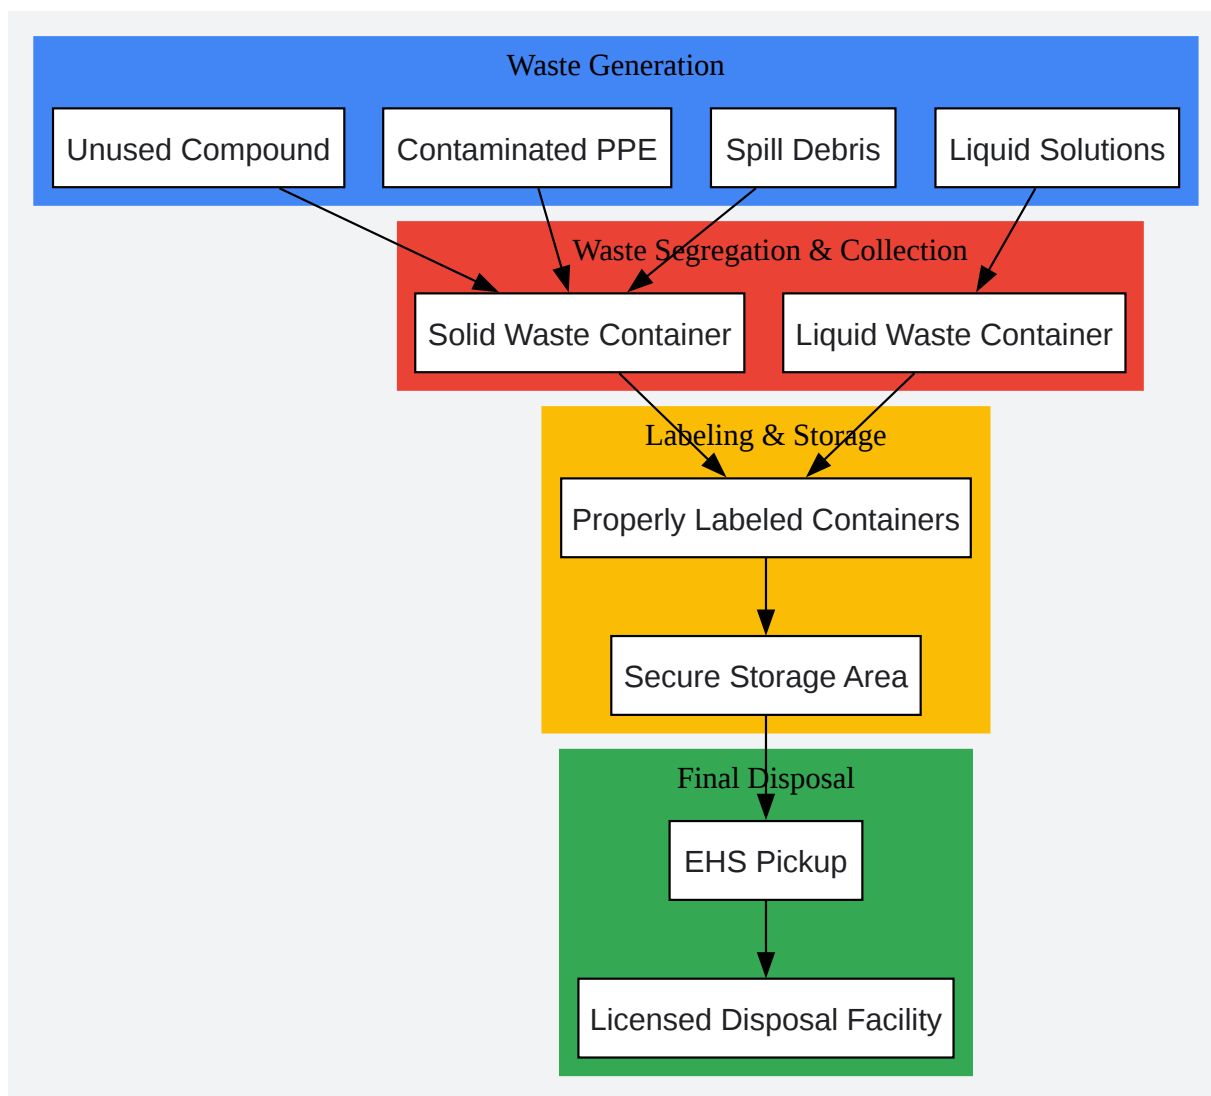 Waste Generation
Unused Compound
Contaminated PPE
Spill Debris
Liquid Solutions
Waste Segregation & Collection
Solid Waste Container
Liquid Waste Container
Labeling & Storage
Properly Labeled Containers
Secure Storage Area
Final Disposal
EHS Pickup
Licensed Disposal Facility